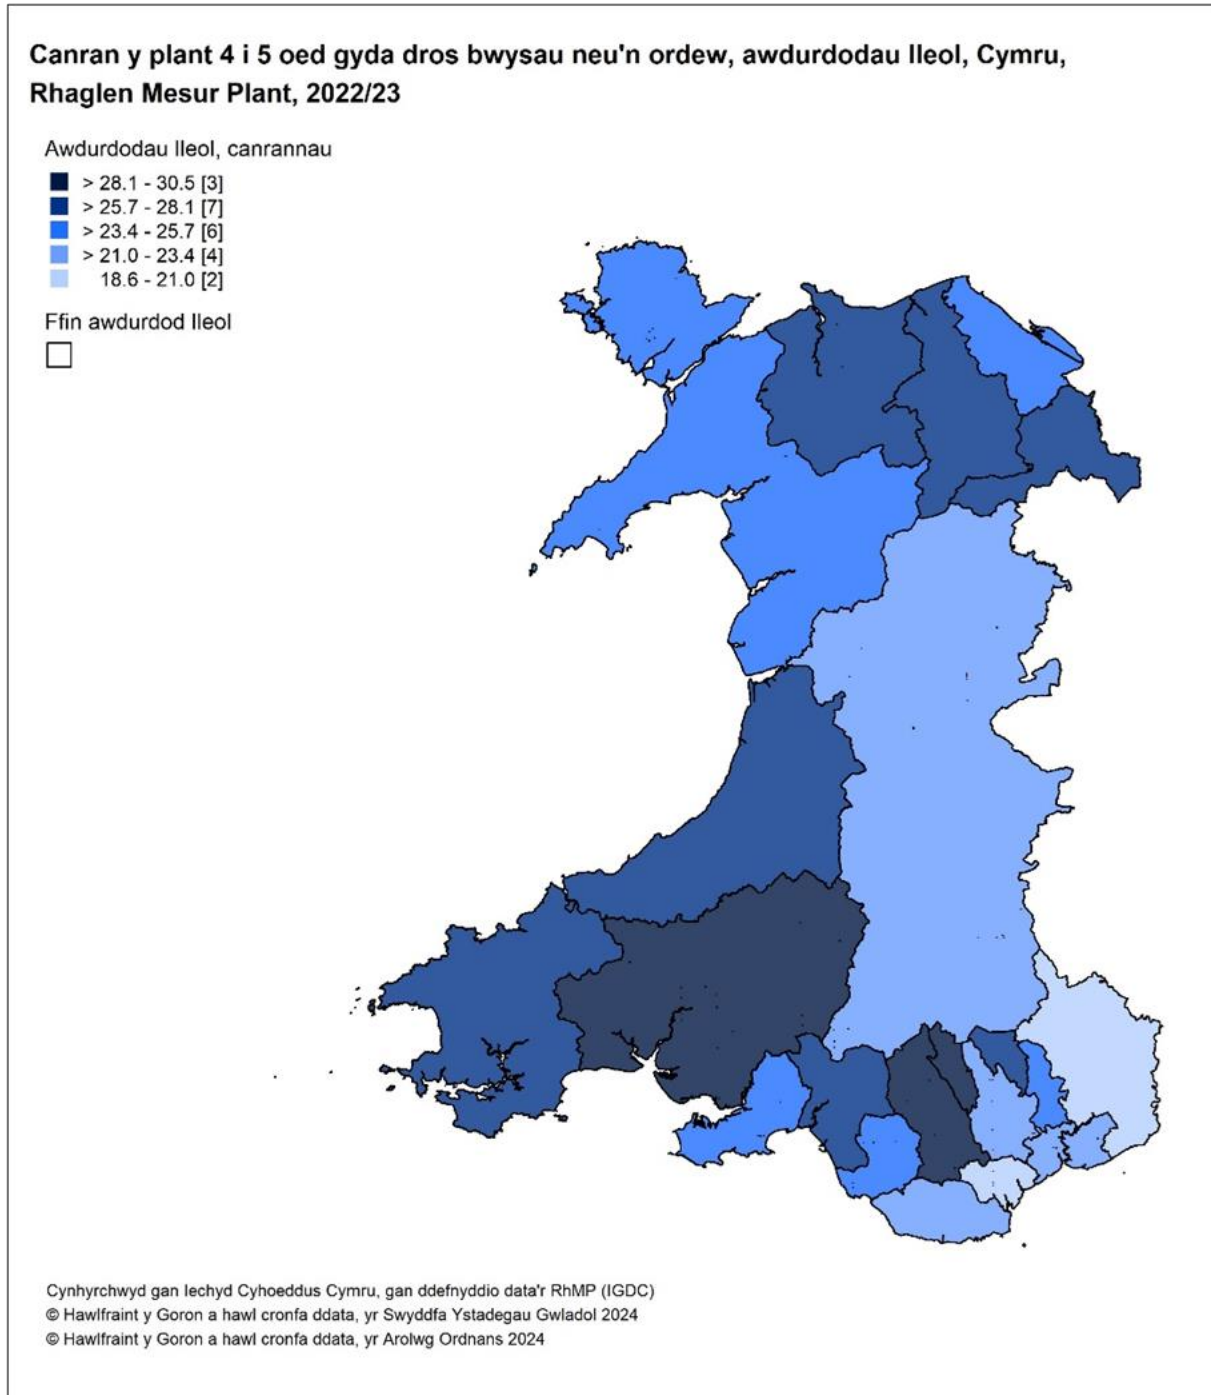 Canran y plant 4 i 5 oed gyda dros bwysau neu'n ordew, awdurdodau lleol, Cymru,
Rhaglen Mesur Plant, 2022/23
Awdurdodau lleol, canrannau
> 28.1 - 30.5 [3]
> 25.7 - 28.1 [7]
> 23.4 - 25.7 [6]
> 21.0 - 23.4 [4]
18.6 - 21.0 [2]
Ffin awdurdod lleol
Cynhyrchwyd gan Iechyd Cyhoeddus Cymru, gan ddefnyddio data'r RhMP (IGDC)
© Hawlfraint y Goron a hawl cronfa ddata, yr Swyddfa Ystadegau Gwladol 2024
© Hawlfraint y Goron a hawl cronfa ddata, yr Arolwg Ordnans 2024